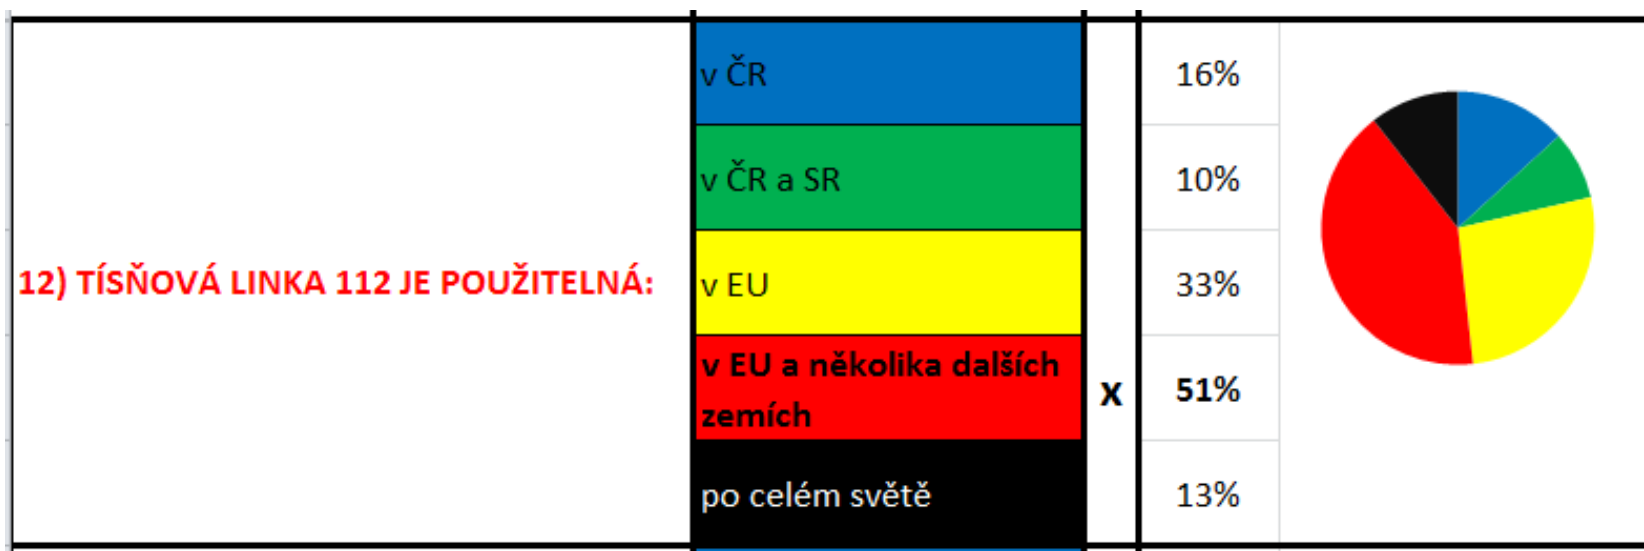 v ČR
16%
v ČR a SR
10%
12) TÍSŇOVÁ LINKA 112 JE POUŽITELNÁ:
v EU
33%
v EU a několika dalších
zemích
x
51%
po celém světě
13%